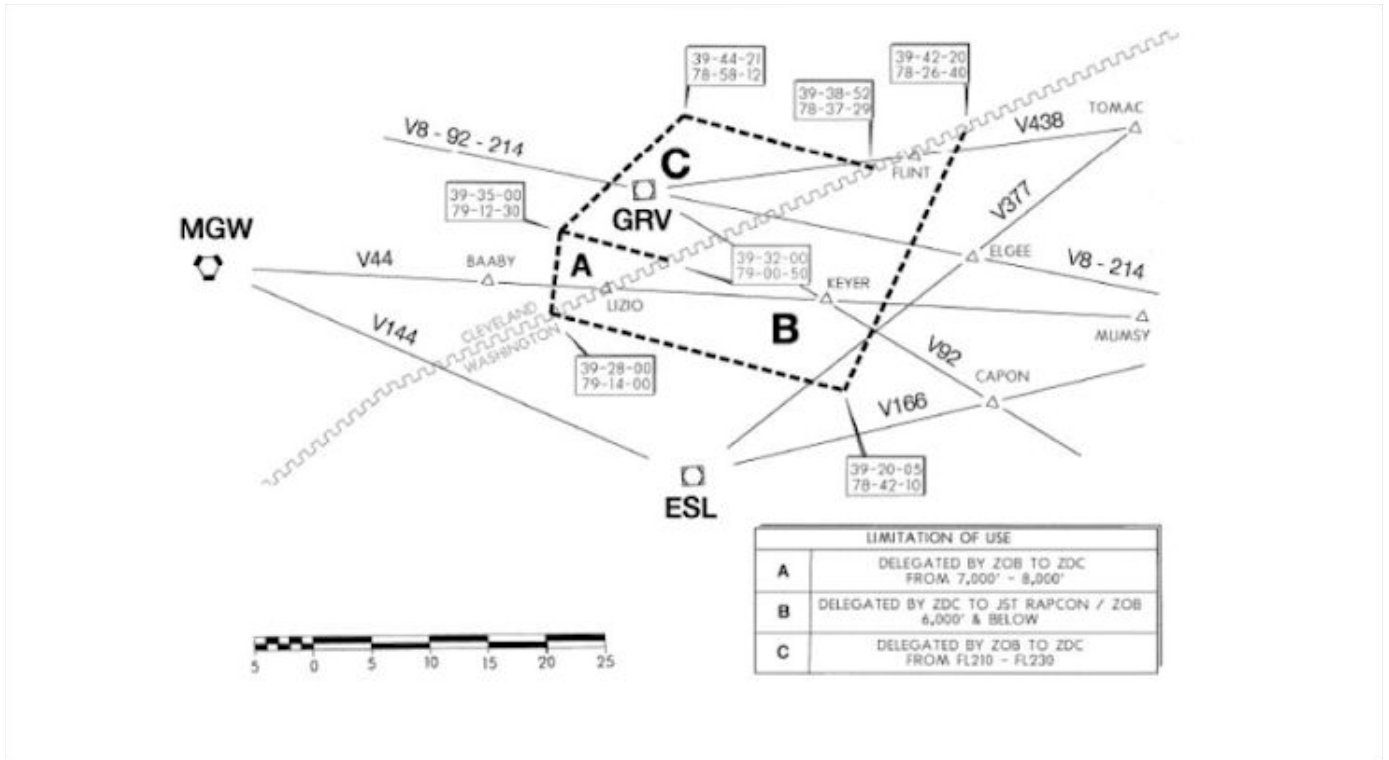 39-44-21
78-58-12
39-42-20
78-26-40
39-38-52
78-37-29
TOMAC
V438
V8 - 92 - 214
C
FLINT
39-35-00
79-12-30
GRV
V377
MGW
ELGEE
V8 - 214
V44
BAABY
A
39-32-00
79-00-50
KEYER
LIZIO
CLEVELAND
WASHINGTON
B
MUMSY
V144
V92
39-28-00
79-14-00
CAPON
V166
39-20-05
78-42-10
ESL
LIMITATION OF USE
A DELEGATED BY ZOB TO ZDC
FROM 7,000' - 8,000'
B DELEGATED BY ZDC TO JST RAPCON / ZOB
6,000' & BELOW
C DELEGATED BY ZOB TO ZDC
FROM FL210 - FL230
5 0 5 10 15 20 25